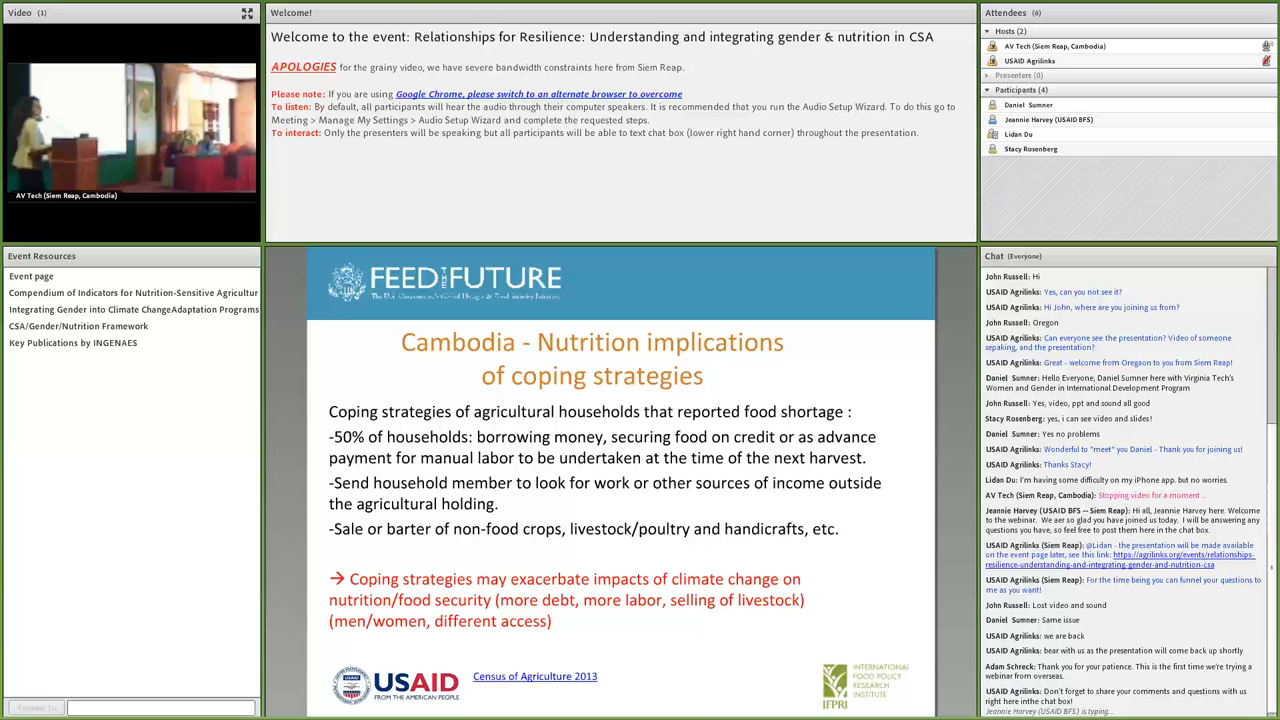 Video (1)
AV Tech (Siem Reap, Cambodia)
Welcome!
Welcome to the event: Relationships for Resilience: Understanding and integrating gender & nutrition in CSA
APOLOGIES for the grainy video, we have severe bandwidth constraints here from Siem Reap.
Please note: If you are using Google Chrome, please switch to an alternate browser to overcome
To listen: By default, all participants will hear the audio through their computer speakers. It is recommended that you run the Audio Setup Wizard. To do this go to
Meeting > Manage My Settings > Audio Setup Wizard and complete the requested steps.
To interact: Only the presenters will be speaking but all participants will be able to text chat box (lower right hand corner) throughout the presentation.
Attendees (6)
Hosts (2)
AV Tech (Siem Reap, Cambodia)
USAID Agrilinks
Presenters (0)
Participants (4)
Daniel Sumner
Jeannie Harvey (USAID BFS)
Lidan Du
Stacy Rosenberg
Event Resources
Event page
Compendium of Indicators for Nutrition-Sensitive Agricultur
Integrating Gender into Climate ChangeAdaptation Programs
CSA/Gender/Nutrition Framework
Key Publications by INGENAES
Browse To
FEED THE FUTURE
The U.S. Government's Global Hunger & Food Security Initiative
Cambodia - Nutrition implications
of coping strategies
Coping strategies of agricultural households that reported food shortage :
-50% of households: borrowing money, securing food on credit or as advance
payment for manual labor to be undertaken at the time of the next harvest.
-Send household member to look for work or other sources of income outside
the agricultural holding.
-Sale or barter of non-food crops, livestock/poultry and handicrafts, etc.
→ Coping strategies may exacerbate impacts of climate change on
nutrition/food security (more debt, more labor, selling of livestock)
(men/women, different access)
USAID
FROM THE AMERICAN PEOPLE
Census of Agriculture 2013
IFPRI
INTERNATIONAL
FOOD POLICY
RESEARCH
INSTITUTE
Chat (Everyone)
John Russell: Hi
USAID Agrilinks: Yes, can you not see it?
USAID Agrilinks: Hi John, where are you joining us from?
John Russell: Oregon
USAID Agrilinks: Can everyone see the presentation? Video of someone
sepaking, and the presentation?
USAID Agrilinks: Great - welcome from Oregaon to you from Siem Reap!
Daniel Sumner: Hello Everyone, Daniel Sumner here with Virginia Tech's
Women and Gender in International Development Program
John Russell: Yes, video, ppt and sound all good
Stacy Rosenberg: yes, i can see video and slides!
Daniel Sumner: Yes no problems
USAID Agrilinks: Wonderful to "meet" you Daniel - Thank you for joining us!
USAID Agrilinks: Thanks Stacy!
Lidan Du: I'm having some difficulty on my iPhone app. but no worries.
AV Tech (Siem Reap, Cambodia): Stopping video for a moment ..
Jeannie Harvey (USAID BFS -- Siem Reap): Hi all, Jeannie Harvey here. Welcome
to the webinar. We aer so glad you have joined us today. I will be answering any
questions you have, so feel free to post them here in the chat box.
USAID Agrilinks (Siem Reap): @Lidan - the presentation will be made available
on the event page later, see this link: https://agrilinks.org/events/relationships-
resilience-understanding-and-integrating-gender-and-nutrition-csa
USAID Agrilinks (Siem Reap): For the time being you can funnel your questions to
me as you want!
John Russell: Lost video and sound
Daniel Sumner: Same issue
USAID Agrilinks: we are back
USAID Agrilinks: bear with us as the presentation will come back up shortly
Adam Schreck: Thank you for your patience. This is the first time we're trying a
webinar from overseas.
USAID Agrilinks: Don't forget to share your comments and questions with us
right here inthe chat box!
Jeannie Harvey (USAID BFS) is typing...